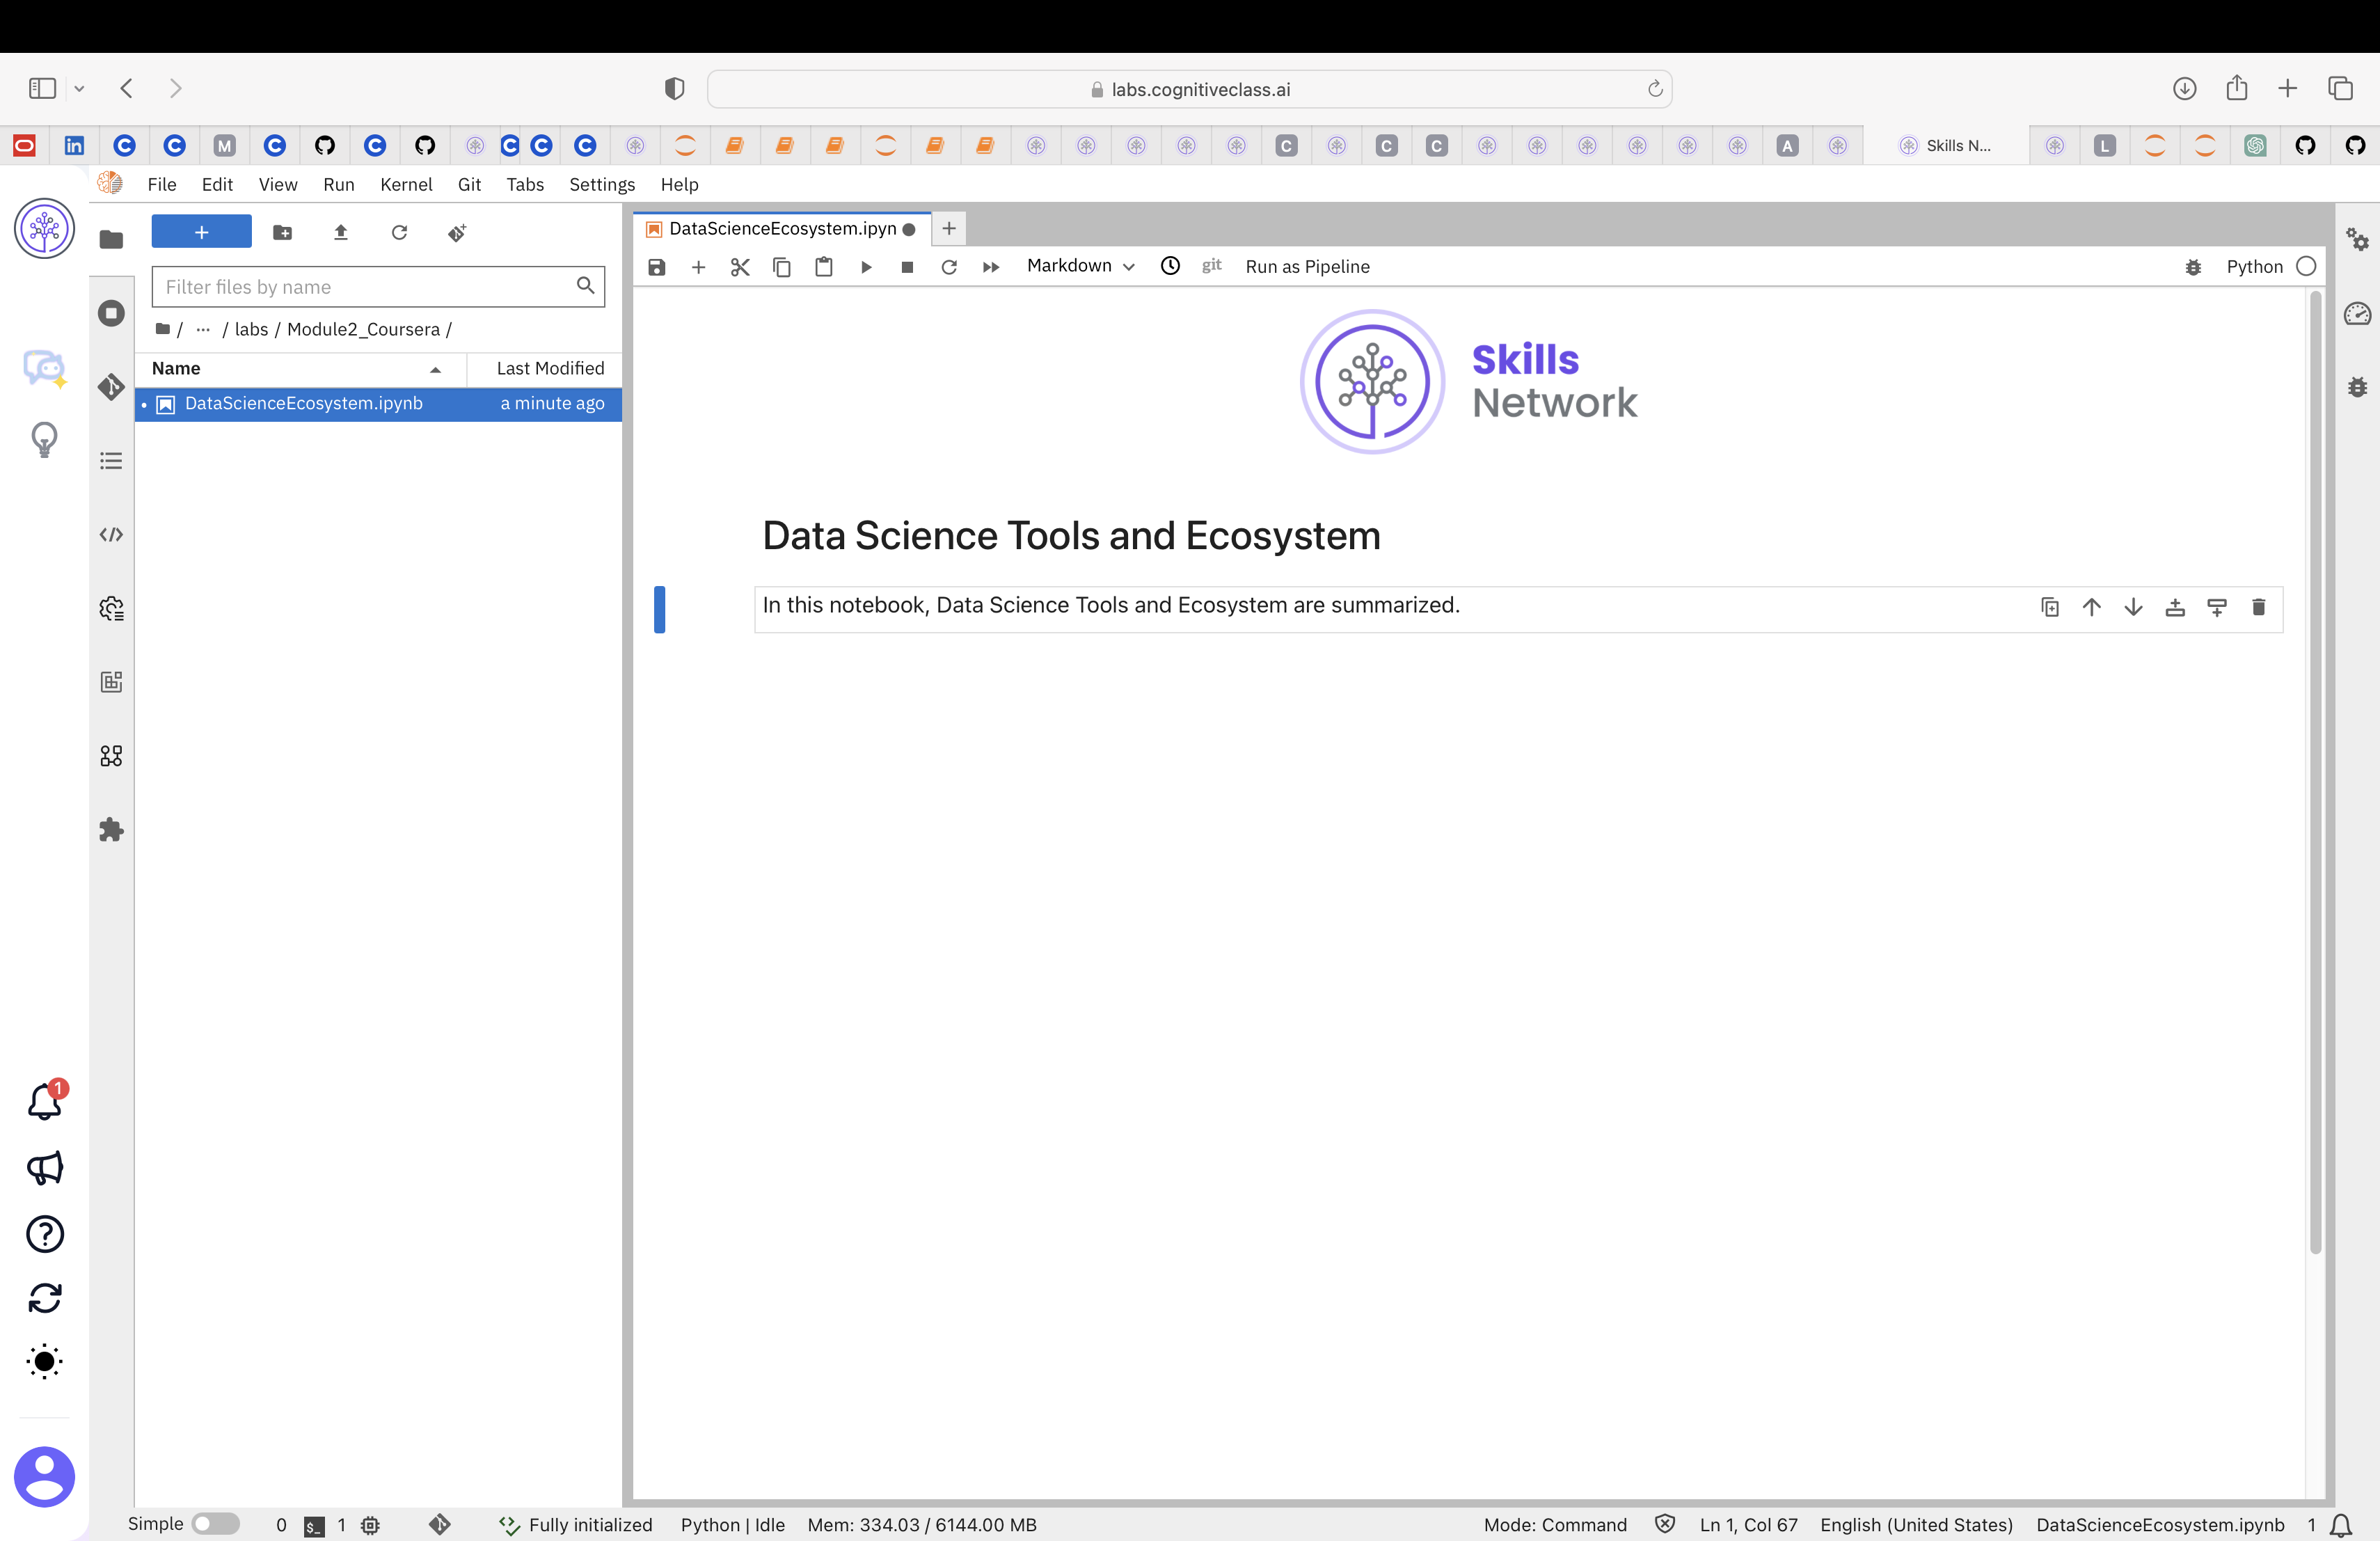 labs.cognitiveclass.ai
M
C
C
C
A
Skills N...
L
File Edit View Run Kernel Git Tabs Settings Help
+
Filter files by name
/ ... / labs / Module2_Coursera /
Name Last Modified
DataScienceEcosystem.ipynb a minute ago
DataScienceEcosystem.ipyn
Markdown git Run as Pipeline Python
Skills
Network
Data Science Tools and Ecosystem
In this notebook, Data Science Tools and Ecosystem are summarized.
1
Simple 0 $_ 1 Fully initialized Python | Idle Mem: 334.03 / 6144.00 MB Mode: Command Ln 1, Col 67 English (United States) DataScienceEcosystem.ipynb 1